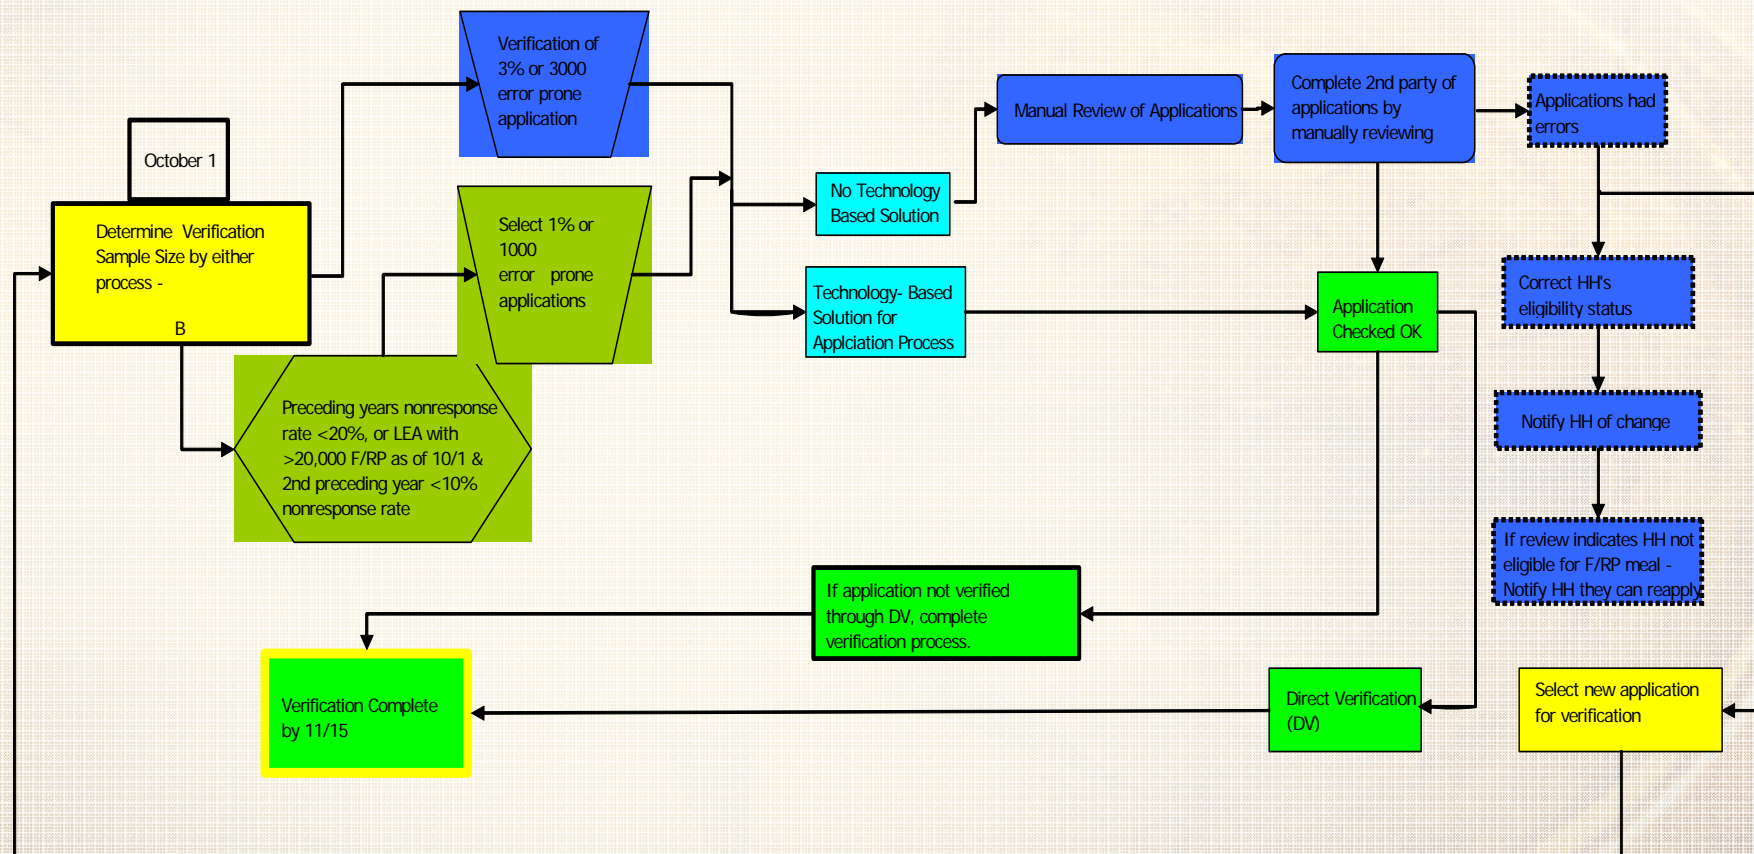 October 1
Determine Verification
Sample Size by either
process -
B
Verification of
3% or 3000
error prone
application
Select 1% or
1000
error prone
applications
Preceding years nonresponse
rate <20%, or LEA with
>20,000 F/RP as of 10/1 &
2nd preceding year <10%
nonresponse rate
No Technology
Based Solution
Technology- Based
Solution for
Applciation Process
Manual Review of Applications
Complete 2nd party of
applications by
manually reviewing
Applications had
errors
Application
Checked OK
Correct HH's
eligibility status
Notify HH of change
If review indicates HH not
eligible for F/RP meal -
Notify HH they can reapply
If application not verified
through DV, complete
verification process.
Verification Complete
by 11/15
Direct Verification
(DV)
Select new application
for verification